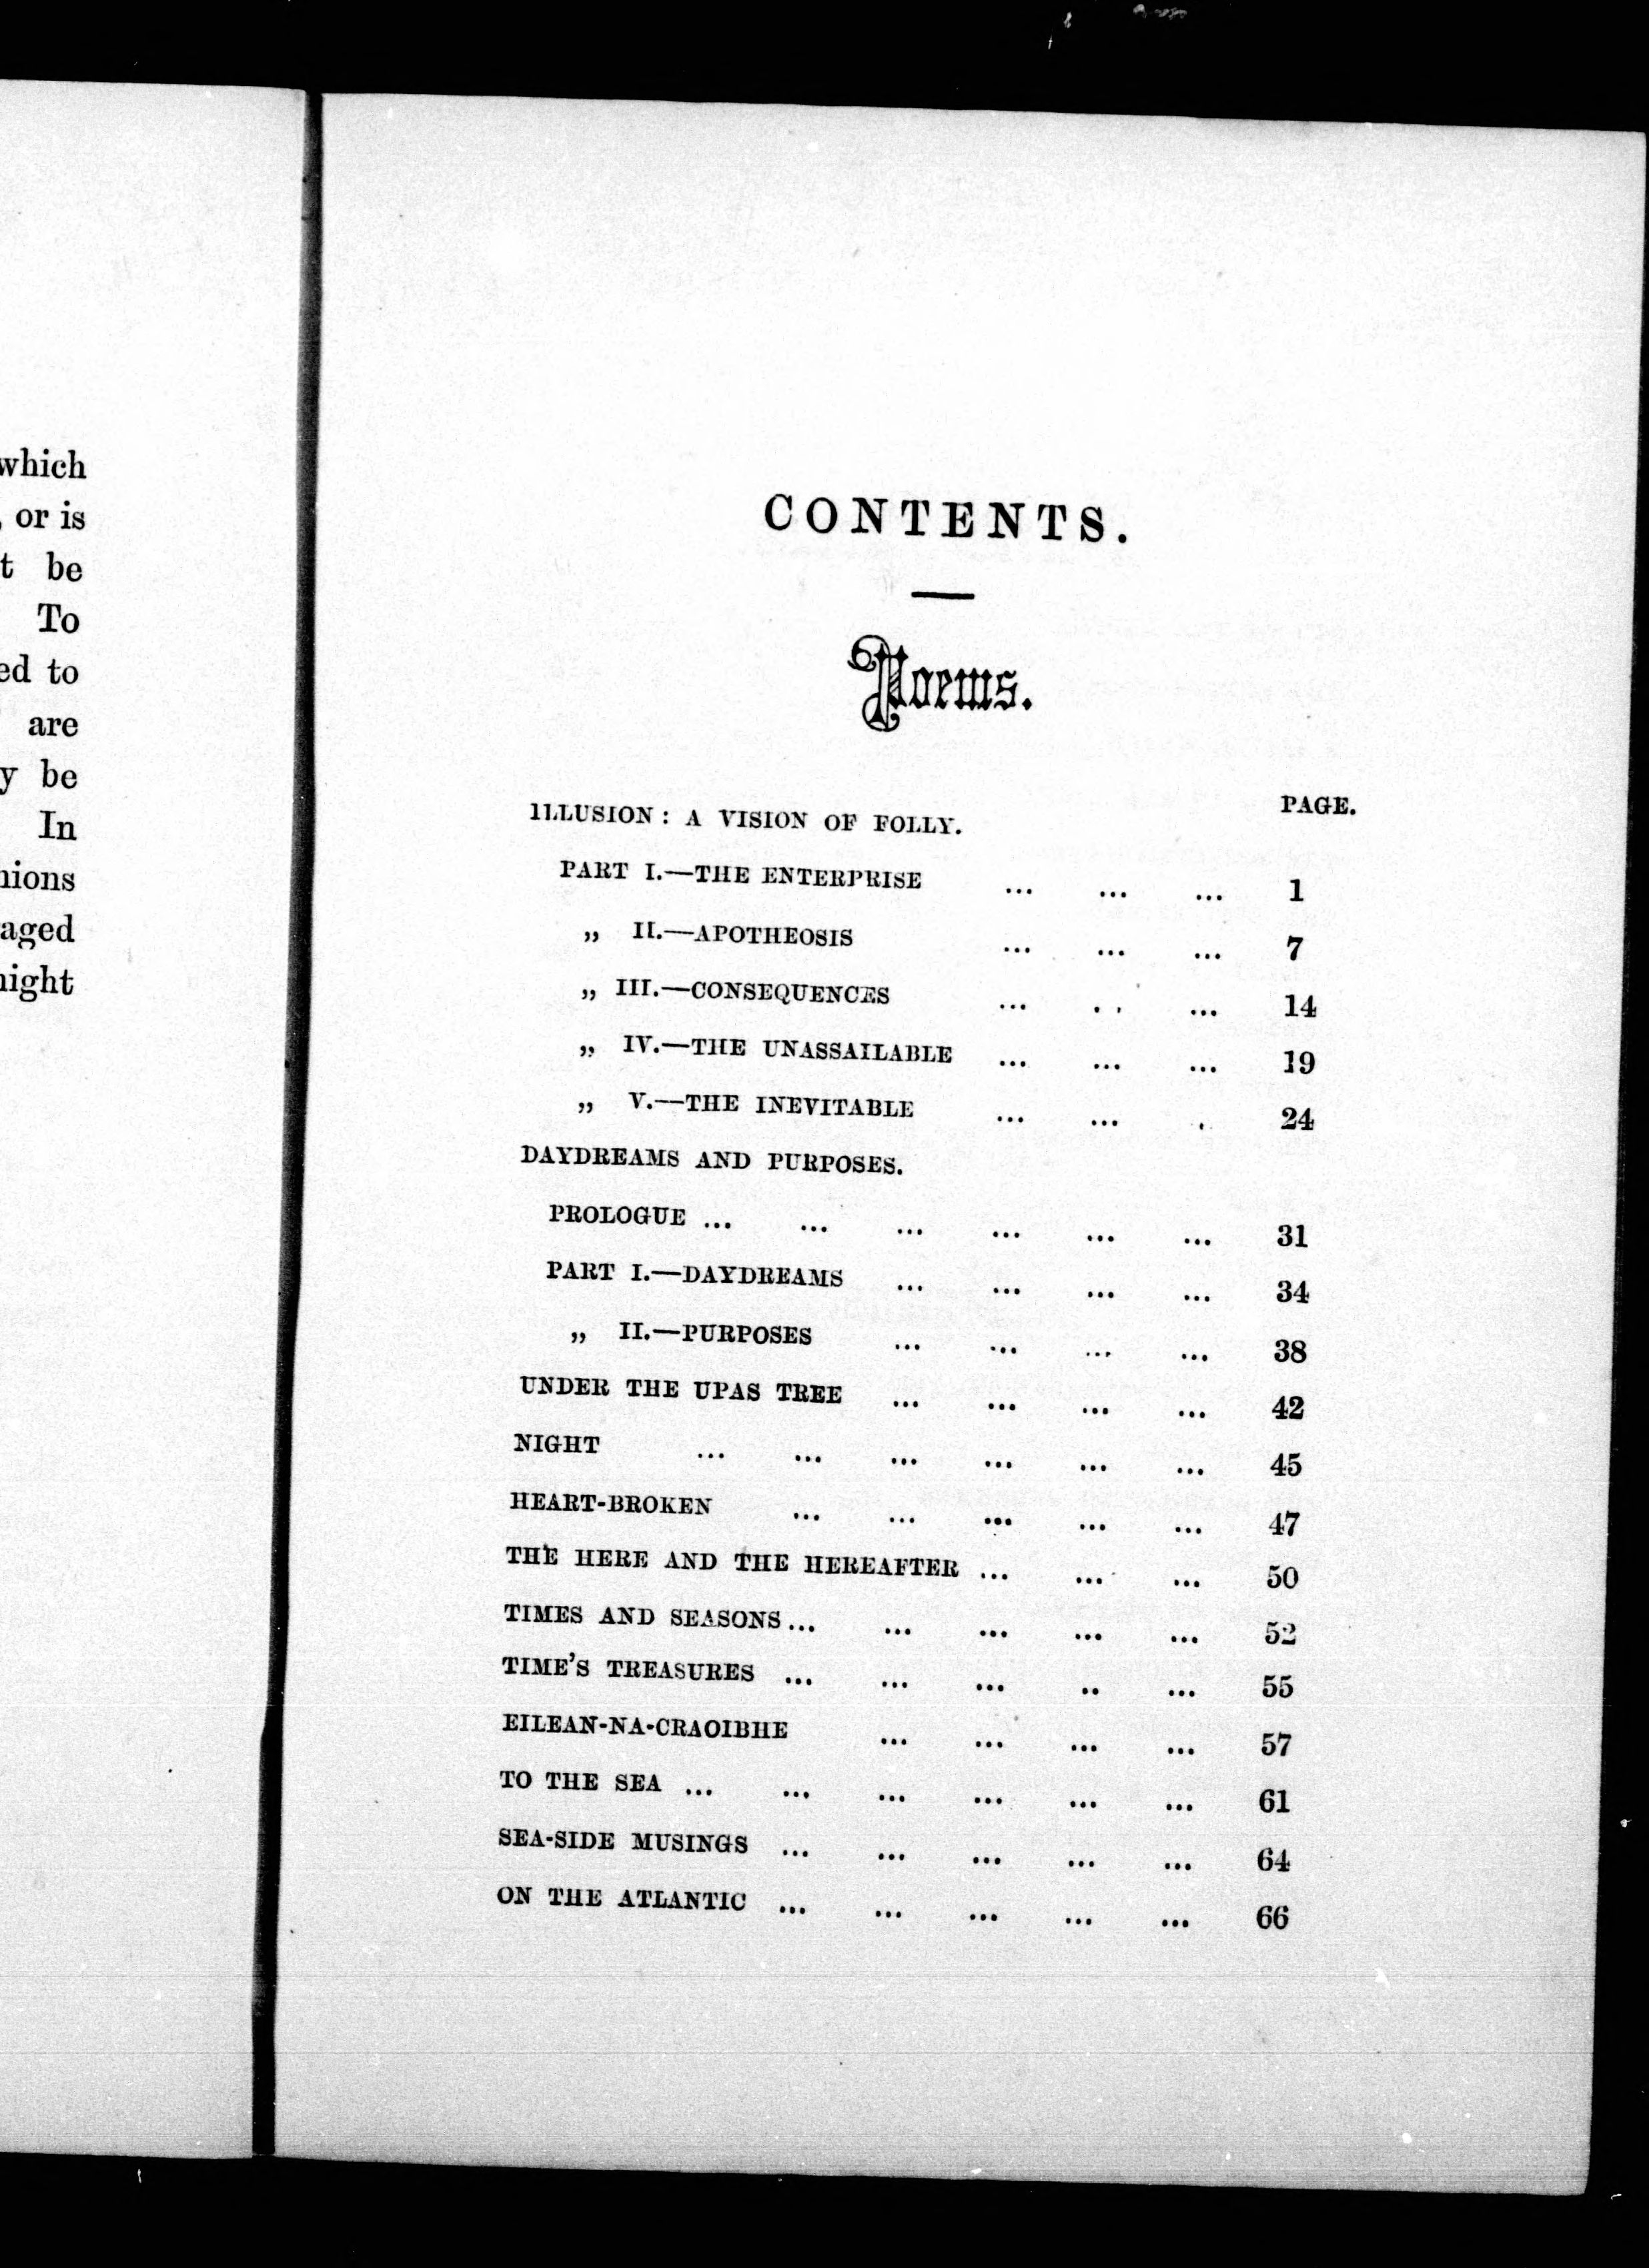 which
, or is
t be
To
ed to
are
y be
In
nions
aged
night
CONTENTS.
Poems.
PAGE.
ILLUSION: A VISION OF FOLLY.
PART I.—THE ENTERPRISE ... ... ... 1
„ II.—APOTHEOSIS ... ... ... 7
„ III.—CONSEQUENCES ... . . ... 14
„ IV.—THE UNASSAILABLE ... ... ... 19
„ V.—THE INEVITABLE ... ... . 24
DAYDREAMS AND PURPOSES.
PROLOGUE ... ... ... ... ... ... 31
PART I.—DAYDREAMS ... ... ... ... 34
„ II.—PURPOSES ... ... ... ... 38
UNDER THE UPAS TREE ... ... ... ... 42
NIGHT ... ... ... ... ... ... 45
HEART-BROKEN ... ... ... ... ... 47
THE HERE AND THE HEREAFTER ... ... ... 50
TIMES AND SEASONS ... ... ... ... ... 52
TIME'S TREASURES ... ... ... .. ... 55
EILEAN-NA-CRAOIBHE ... ... ... ... 57
TO THE SEA ... ... ... ... ... ... 61
SEA-SIDE MUSINGS ... ... ... ... ... 64
ON THE ATLANTIC ... ... ... ... ... 66